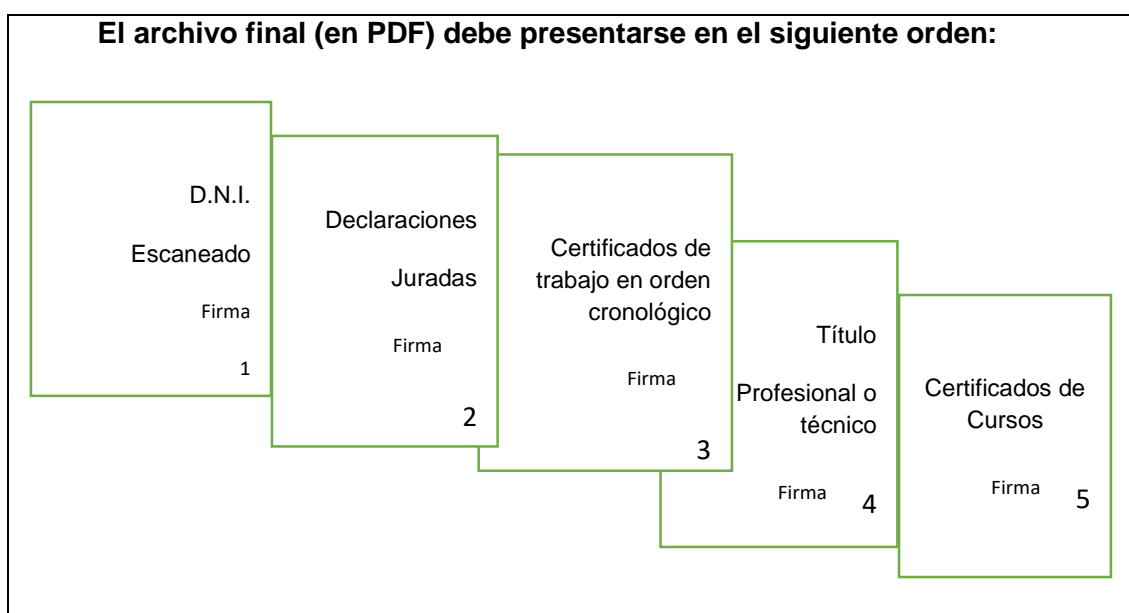 El archivo final (en PDF) debe presentarse en el siguiente orden:
D.N.I.
Escaneado
Firma
1
Declaraciones
Juradas
Firma
2
Certificados de
trabajo en orden
cronológico
Firma
3
Título
Profesional o
técnico
Firma
4
Certificados de
Cursos
Firma
5